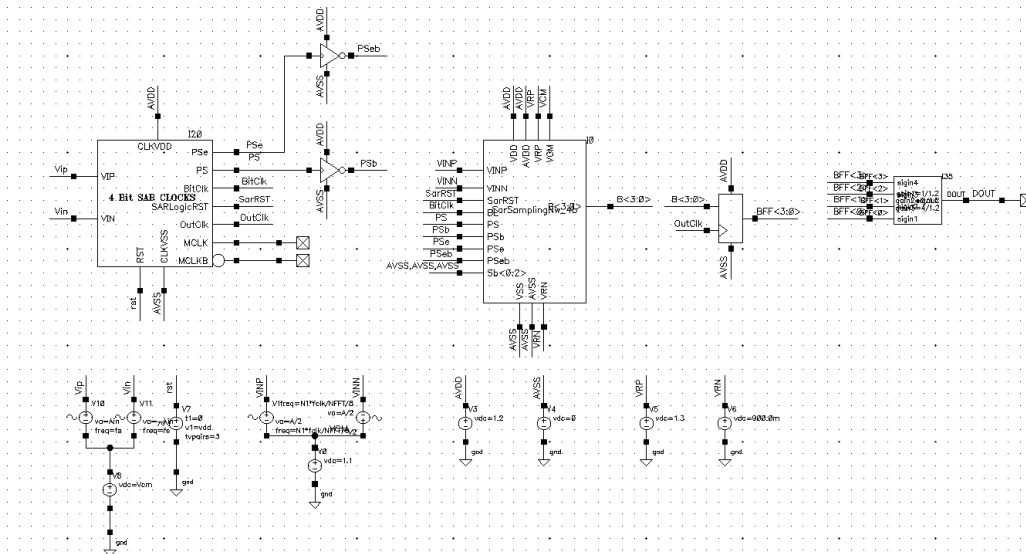 AVDD
PSeb
AVSS
AVDD
I20
CLKVDD
PSe
PSe
PS
PS
BitClk
BitClk
SARLogicRST
SarRST
OutClk
OutClk
MCLK
MCLKB
Vip
VIP
4 Bit SAR CLOCKS
Vin
VIN
RST
CLKVSS
rst
AVSS
AVDD
PSb
AVSS
AVDD
AVDD
VRP
VCM
VDD
AVDD
VRP
VCM
VINP
VINP
VINN
VINN
SarRST
SarRST
BitClk
PS
PS
PSb
PSb
PSe
PSe
PSeb
PSeb
AVSS,AVSS,AVSS
Sb<0:2>
SarSamplingNw_4b
B<3:0>
B<3:0>
VSS
AVSS
VRN
AVSS
AVSS
VRN
AVDD
B<3:0>
OutClk
BFF<3:0>
AVSS
BFF<3>
BFF<2>
BFF<1>
BFF<0>
sigin4
sigin1
DOUT
DOUT
Vip
V10
freq=fs
Vin
V11
freq=fs
V8
vdc=Vcm
gnd
rst
V7
t1=0
v1=vdd
tvpairs=3
gnd
VINP
va=A/2
VINN
va=A/2
vdc=1.1
gnd
AVDD
V3
vdc=1.2
gnd
AVSS
V4
vdc=0
gnd
VRP
V5
vdc=1.3
gnd
VRN
V6
vdc=900.0m
gnd